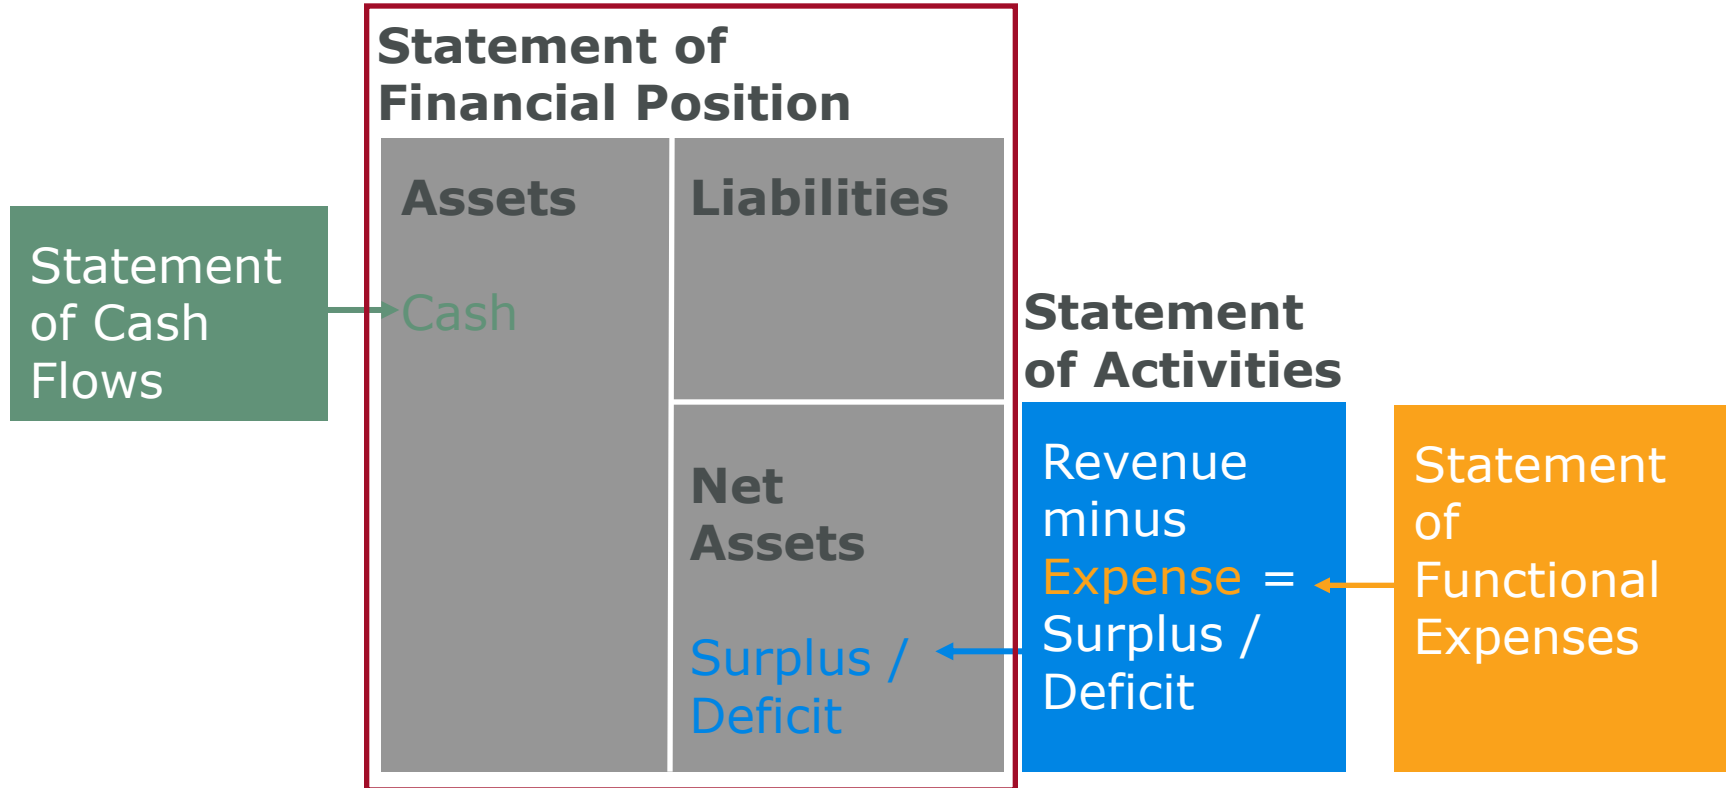 Statement of
Financial Position
Assets
Cash
Liabilities
Net
Assets
Surplus /
Deficit
Statement
of Cash
Flows
Statement
of Activities
Revenue
minus
Expense =
Surplus /
Deficit
Statement
of
Functional
Expenses